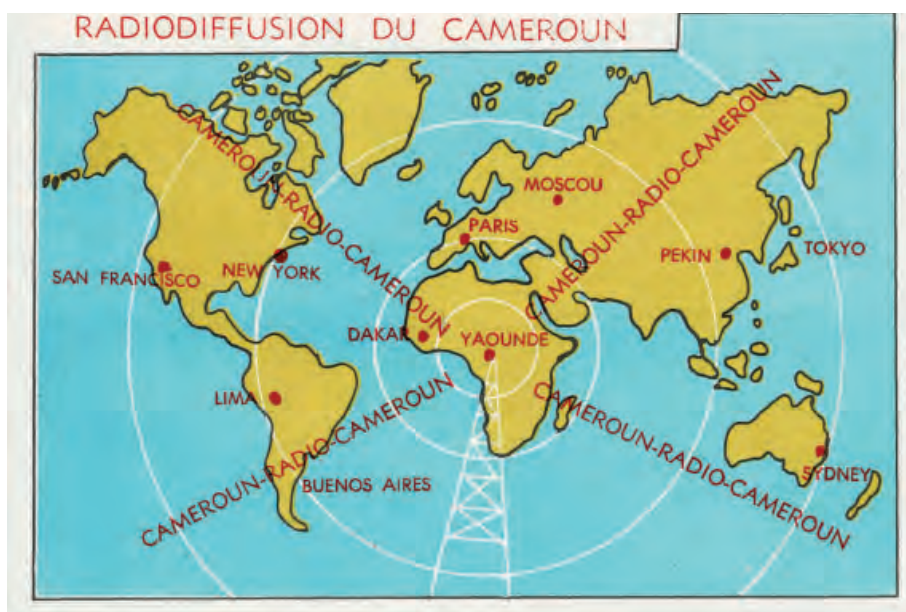 RADIODIFFUSION DU CAMEROUN
CAMEROUN-RADIO-CAMEROUN
CAMEROUN-RADIO-CAMEROUN
MOSCOU
PARIS
SAN FRANCISCO
NEW YORK
PEKIN
TOKYO
DAKAR
YAOUNDE
LIMA
CAMEROUN-RADIO-CAMEROUN
CAMEROUN-RADIO-CAMEROUN
SYDNEY
BUENOS AIRES